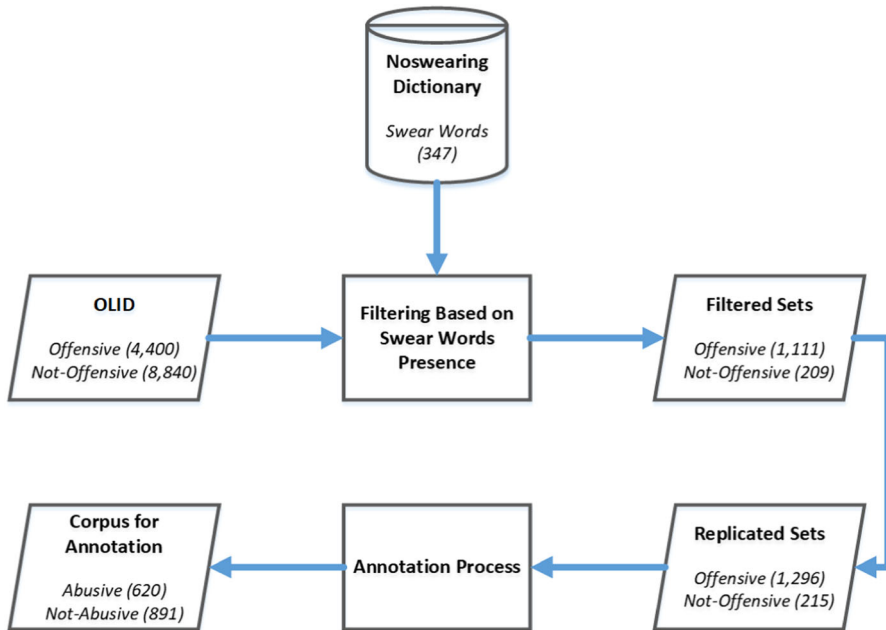 Noswearing
Dictionary
Swear Words
(347)
OLID
Offensive (4,400)
Not-Offensive (8,840)
Filtering Based on
Swear Words
Presence
Filtered Sets
Offensive (1,111)
Not-Offensive (209)
Corpus for
Annotation
Abusive (620)
Not-Abusive (891)
Annotation Process
Replicated Sets
Offensive (1,296)
Not-Offensive (215)